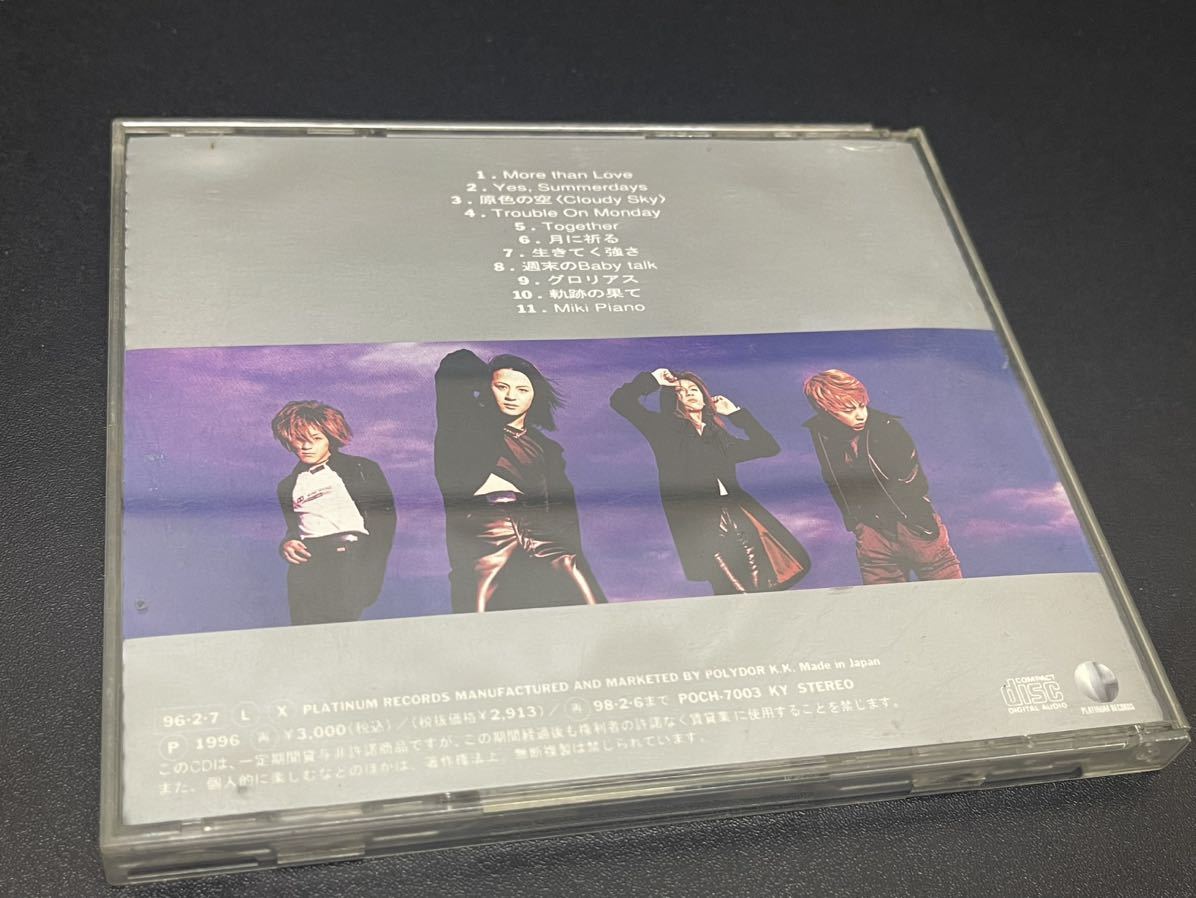 1. More than Love
2. Yes, Summerdays
3. 原色の空〈Cloudy Sky〉
4. Trouble On Monday
5. Together
6. 月に祈る
7. 生きてく強さ
8. 週末のBaby talk
9. グロリアス
10. 軌跡の果て
11. Miki Piano
96・2・7 Ⓛ X PLATINUM RECORDS MANUFACTURED AND MARKETED BY POLYDOR K.K. Made in Japan
Ⓟ 1996 ㊢ ¥3,000(税込)/(税抜価格¥2,913)/㊢98・2・6まで POCH-7003 KY STEREO
このCDは、一定期間貸与非許諾商品ですが、この期間経過後も権利者の許諾なく賃貸業に使用することを禁じます。
また、個人的に楽しむなどのほかは、著作権法上、無断複製は禁じられています。
COMPACT
disc
DIGITAL AUDIO
PLATINUM RECORDS